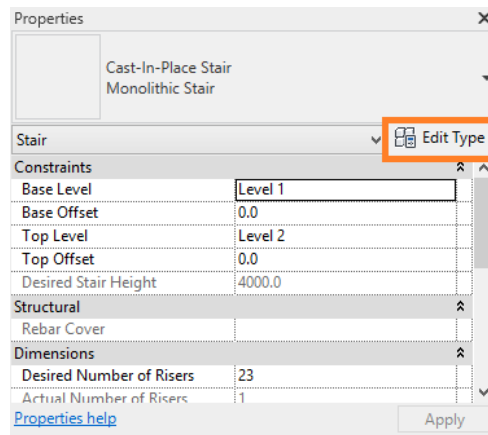 Properties
Cast-In-Place Stair
Monolithic Stair
Stair Edit Type
Constraints
Base Level Level 1
Base Offset 0.0
Top Level Level 2
Top Offset 0.0
Desired Stair Height 4000.0
Structural
Rebar Cover
Dimensions
Desired Number of Risers 23
Actual Number of Risers 1
Properties help Apply